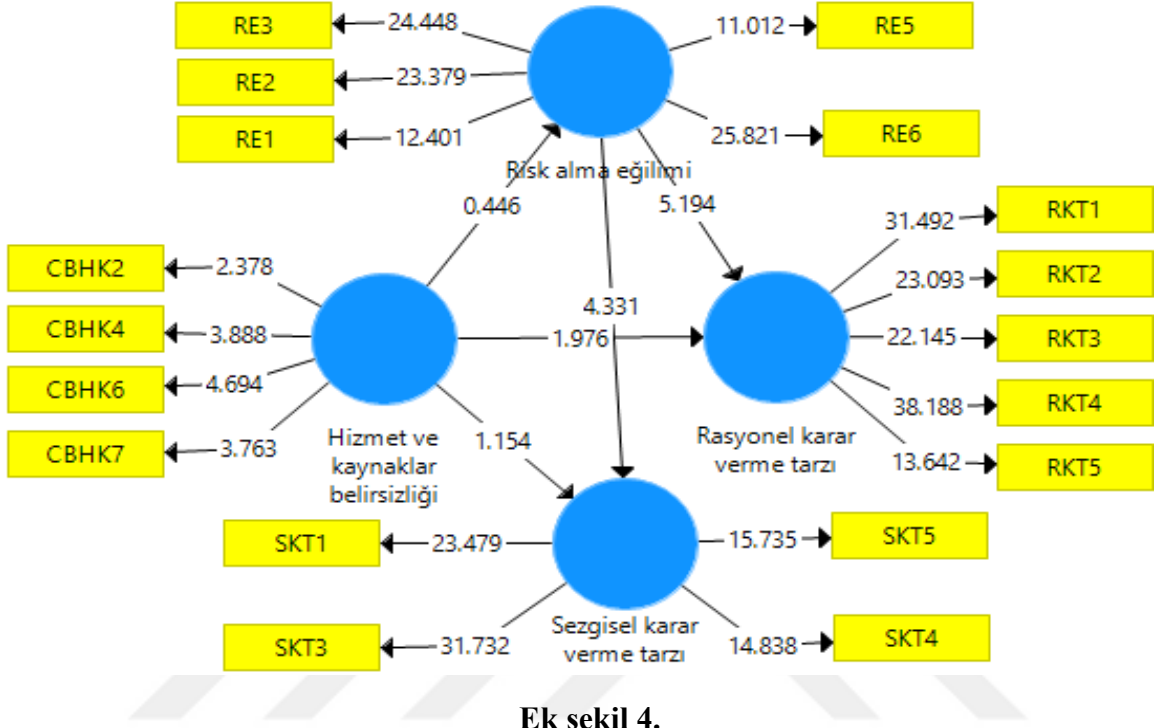 RE3
24.448
11.012
RE5
RE2
23.379
RE1
12.401
25.821
RE6
Risk alma eğilimi
0.446
5.194
31.492
RKT1
CBHK2
2.378
23.093
RKT2
CBHK4
3.888
4.331
1.976
22.145
RKT3
CBHK6
4.694
38.188
RKT4
CBHK7
3.763
Hizmet ve
kaynaklar
belirsizliği
1.154
Rasyonel karar
verme tarzı
13.642
RKT5
SKT1
23.479
15.735
SKT5
SKT3
31.732
Sezgisel karar
verme tarzı
14.838
SKT4
Ek şekil 4.